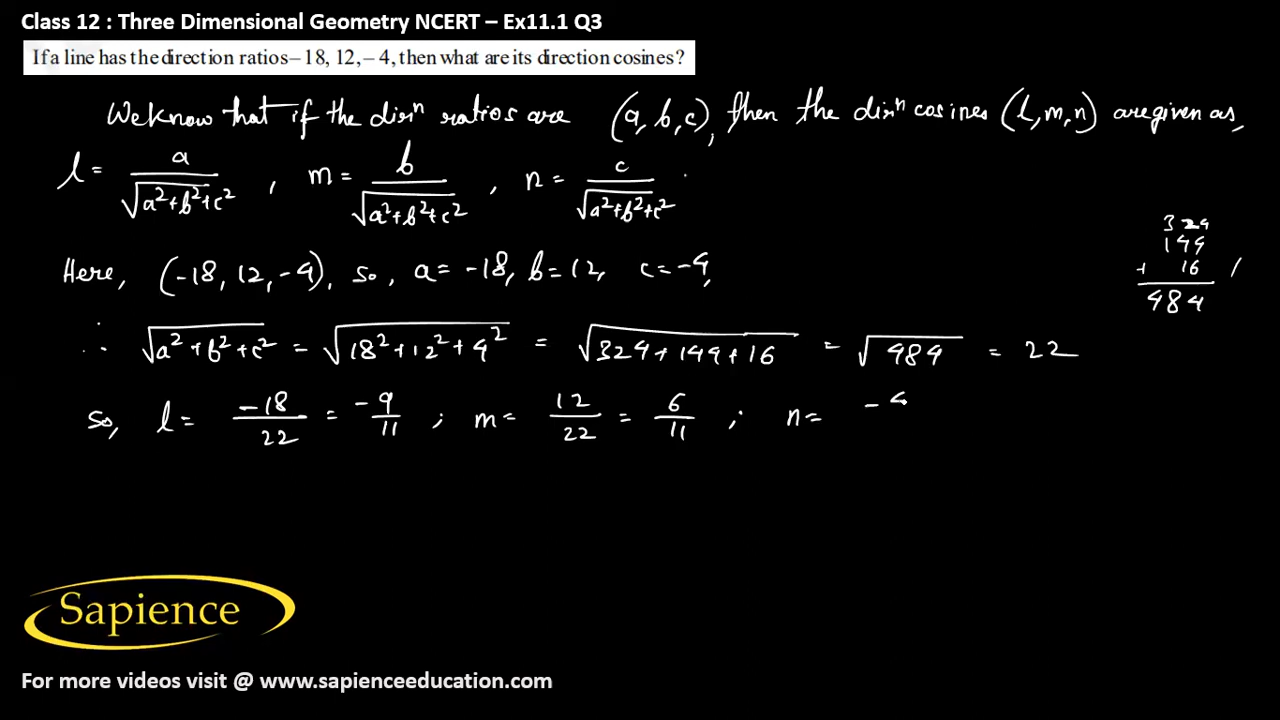 Class 12 : Three Dimensional Geometry NCERT – Ex11.1 Q3
If a line has the direction ratios – 18, 12, – 4, then what are its direction cosines?
We know that if the dirⁿ ratios are (a, b, c), then the dirⁿ cosines (l, m, n) are given as,
l = a/√(a²+b²+c²) , m = b/√(a²+b²+c²) , n = c/√(a²+b²+c²)
324
144
+ 16
484
Here, (-18, 12, -4), so, a = -18, b = 12, c = -4,
∴ √(a²+b²+c²) = √(18²+12²+4²) = √(324+144+16) = √484 = 22
So, l = -18/22 = -9/11 ; m = 12/22 = 6/11 ; n = -4
Sapience
For more videos visit @ www.sapienceeducation.com